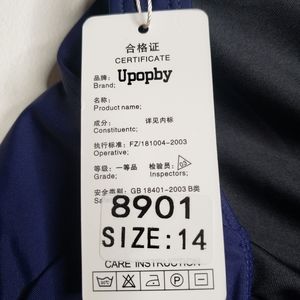 合格证
CERTIFICATE
品牌: Upopby
Brand;
名称:
Product name;
成分: 详见内标
Constituentc;
执行标准: FZ/181004-2003
Operative;
等级: 一等品 检验员:
Grade; Inspectors;
安全类别: GB 18401-2003 B类
8901
SIZE:14
CARE INSTRUCTION